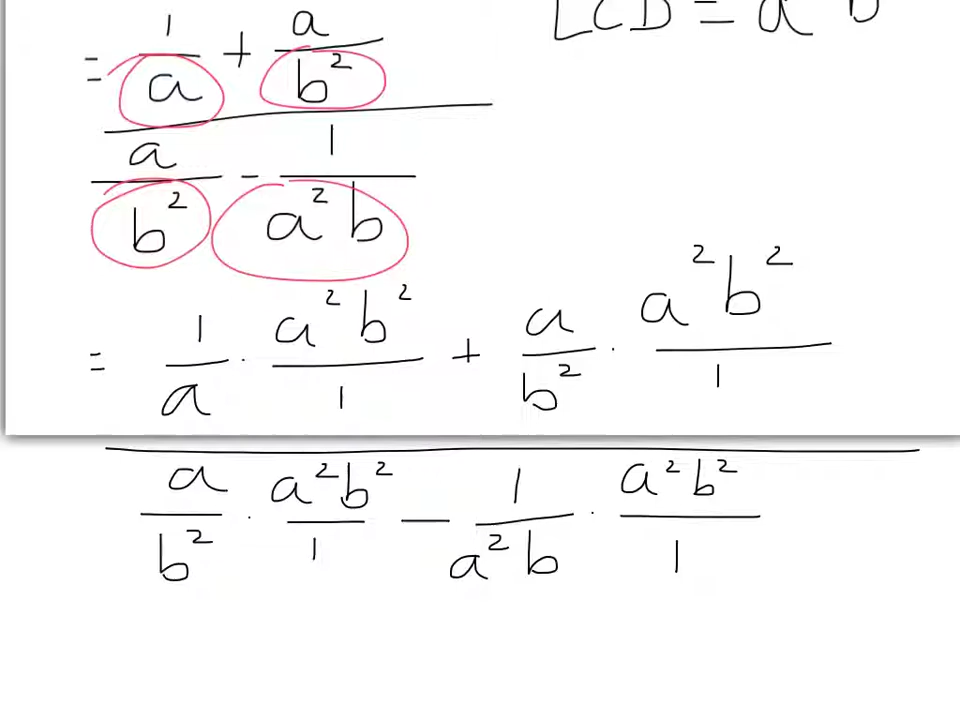 LCD = a b
= 1/a + a/b²
a/b² - 1/a²b
= 1/a · a²b²/1 + a/b² · a²b²/1
a/b² · a²b²/1 - 1/a²b · a²b²/1